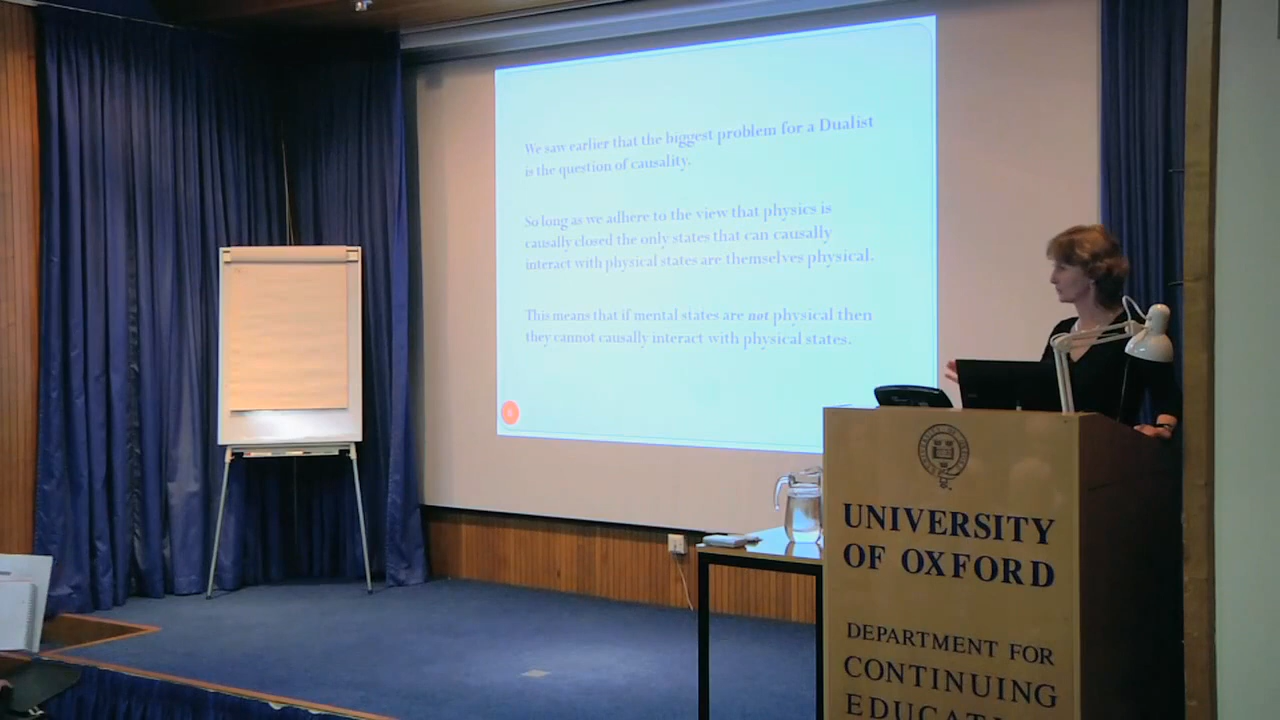 We saw earlier that the biggest problem for a Dualist
is the question of causality.
So long as we adhere to the view that physics is
causally closed the only states that can causally
interact with physical states are themselves physical.
This means that if mental states are not physical then
they cannot causally interact with physical states.
UNIVERSITY
OF OXFORD
DEPARTMENT FOR
CONTINUING